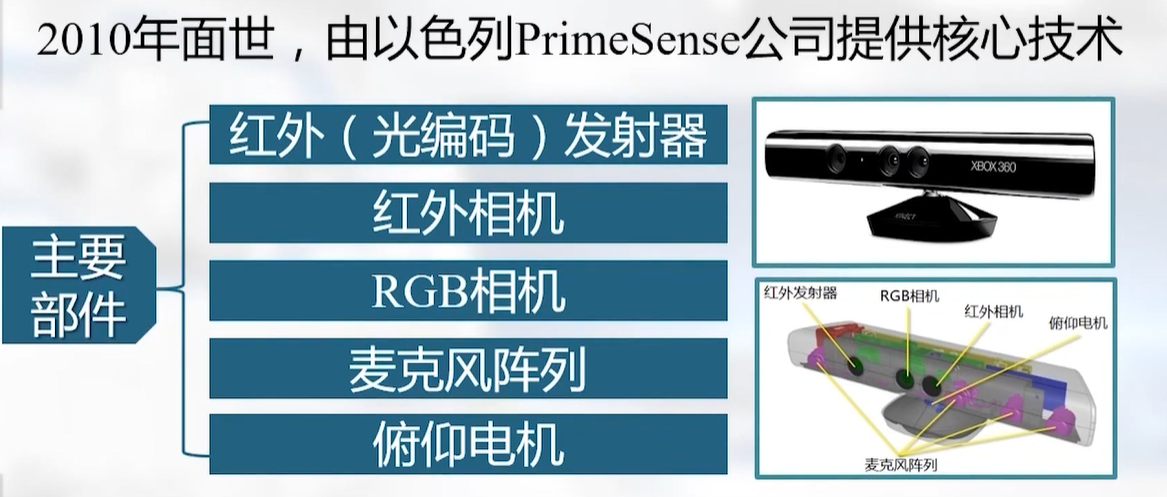 2010年面世，由以色列PrimeSense公司提供核心技术
主要
部件
红外（光编码）发射器
红外相机
RGB相机
麦克风阵列
俯仰电机
XBOX 360
KINECT
红外发射器
RGB相机
红外相机
俯仰电机
麦克风阵列